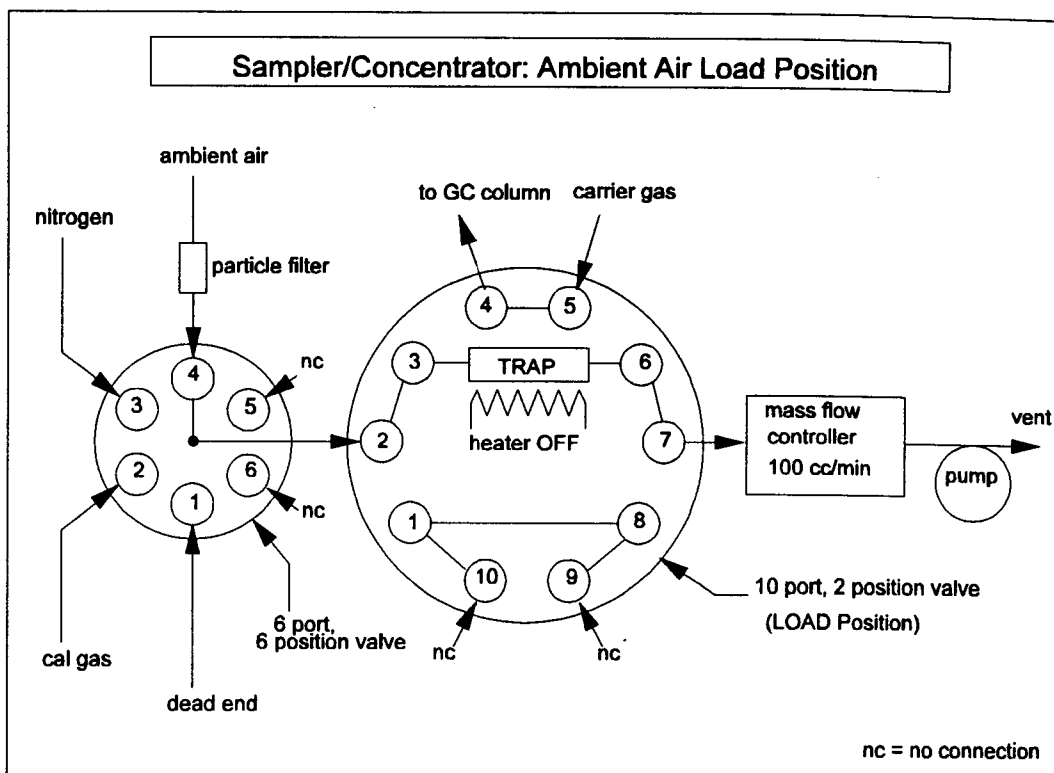 Sampler/Concentrator: Ambient Air Load Position
ambient air
to GC column
carrier gas
nitrogen
particle filter
4
5
3
TRAP
6
nc
4
3
5
heater OFF
2
7
mass flow
controller
100 cc/min
vent
pump
2
6
1
nc
1
8
10
9
6 port,
6 position valve
10 port, 2 position valve
(LOAD Position)
nc
nc
cal gas
dead end
nc = no connection